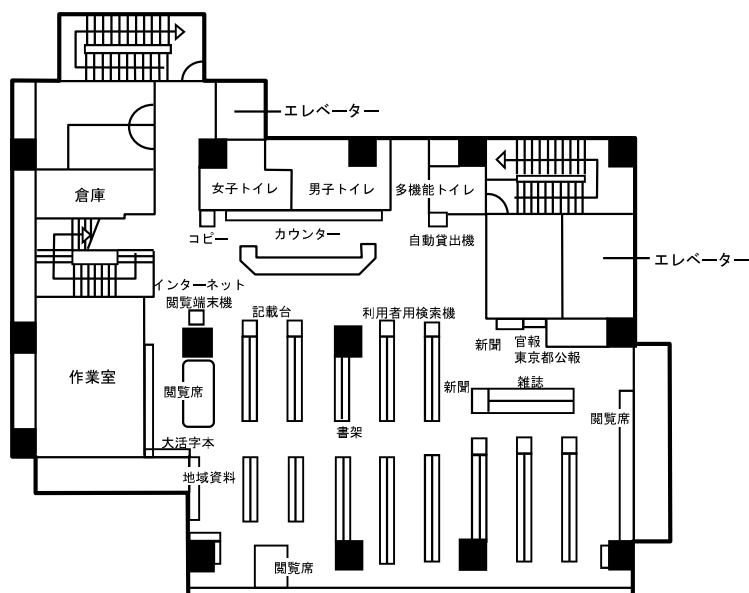 エレベーター
倉庫
女子トイレ
男子トイレ
多機能トイレ
コピー
カウンター
自動貸出機
エレベーター
インターネット
閲覧端末機
記載台
利用者用検索機
新聞
官報
東京都公報
作業室
閲覧席
新聞
雑誌
閲覧席
書架
大活字本
地域資料
閲覧席